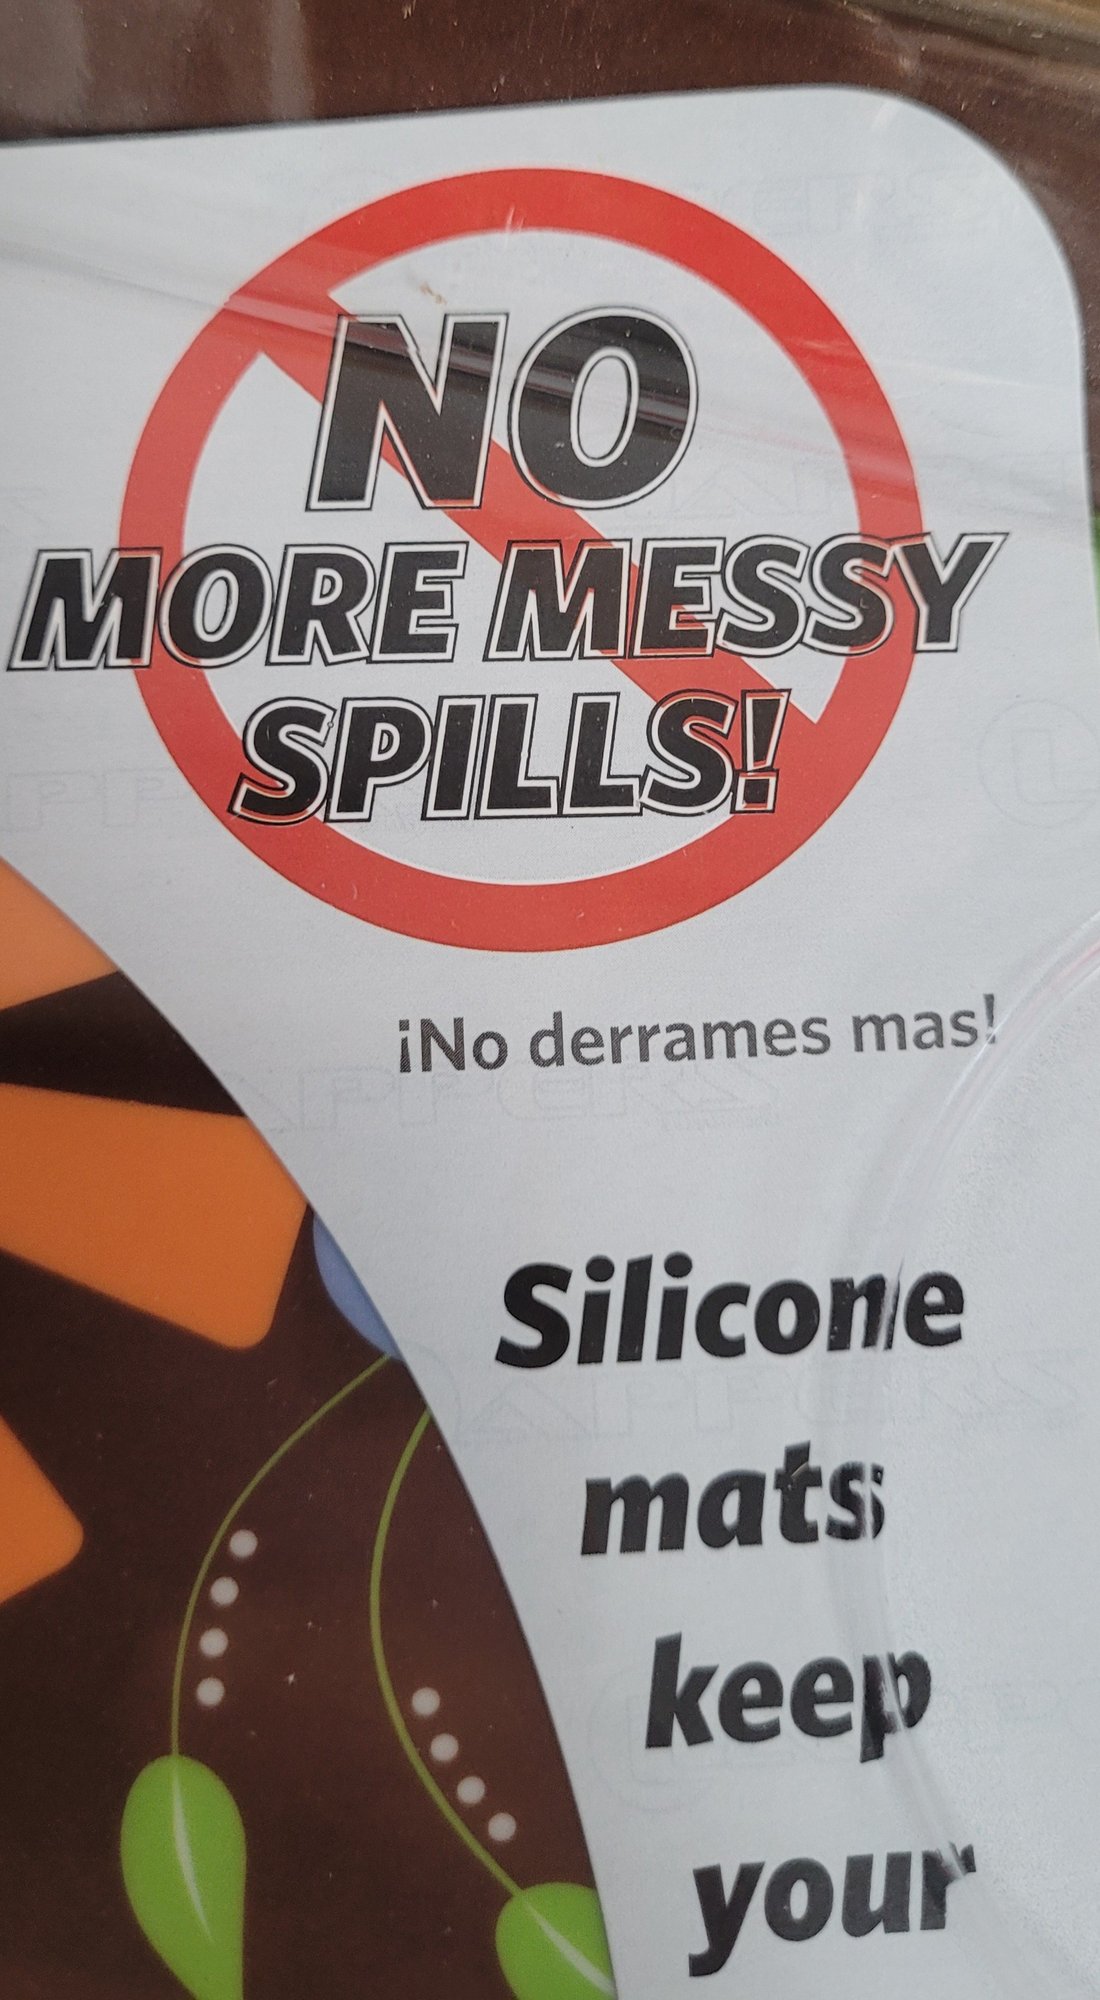 NO
MORE MESSY
SPILLS!
¡No derrames mas!
Silicone
mats
keep
your